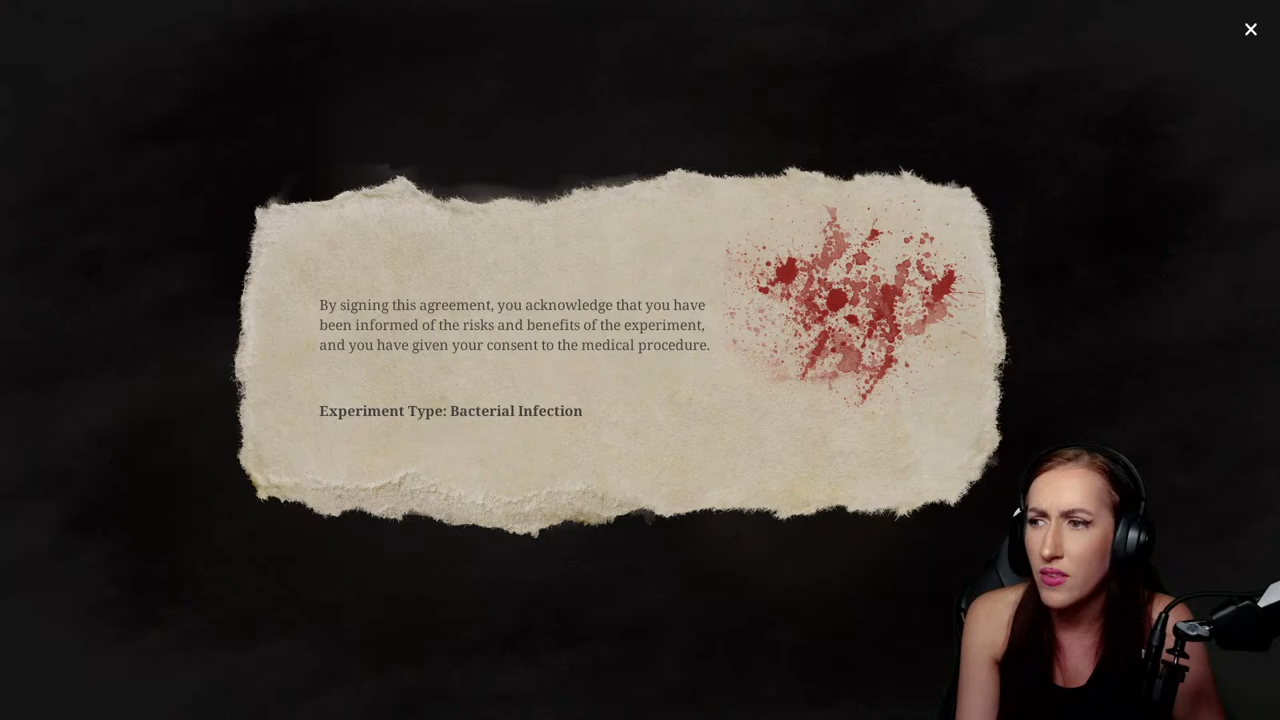 By signing this agreement, you acknowledge that you have
been informed of the risks and benefits of the experiment,
and you have given your consent to the medical procedure.
Experiment Type: Bacterial Infection